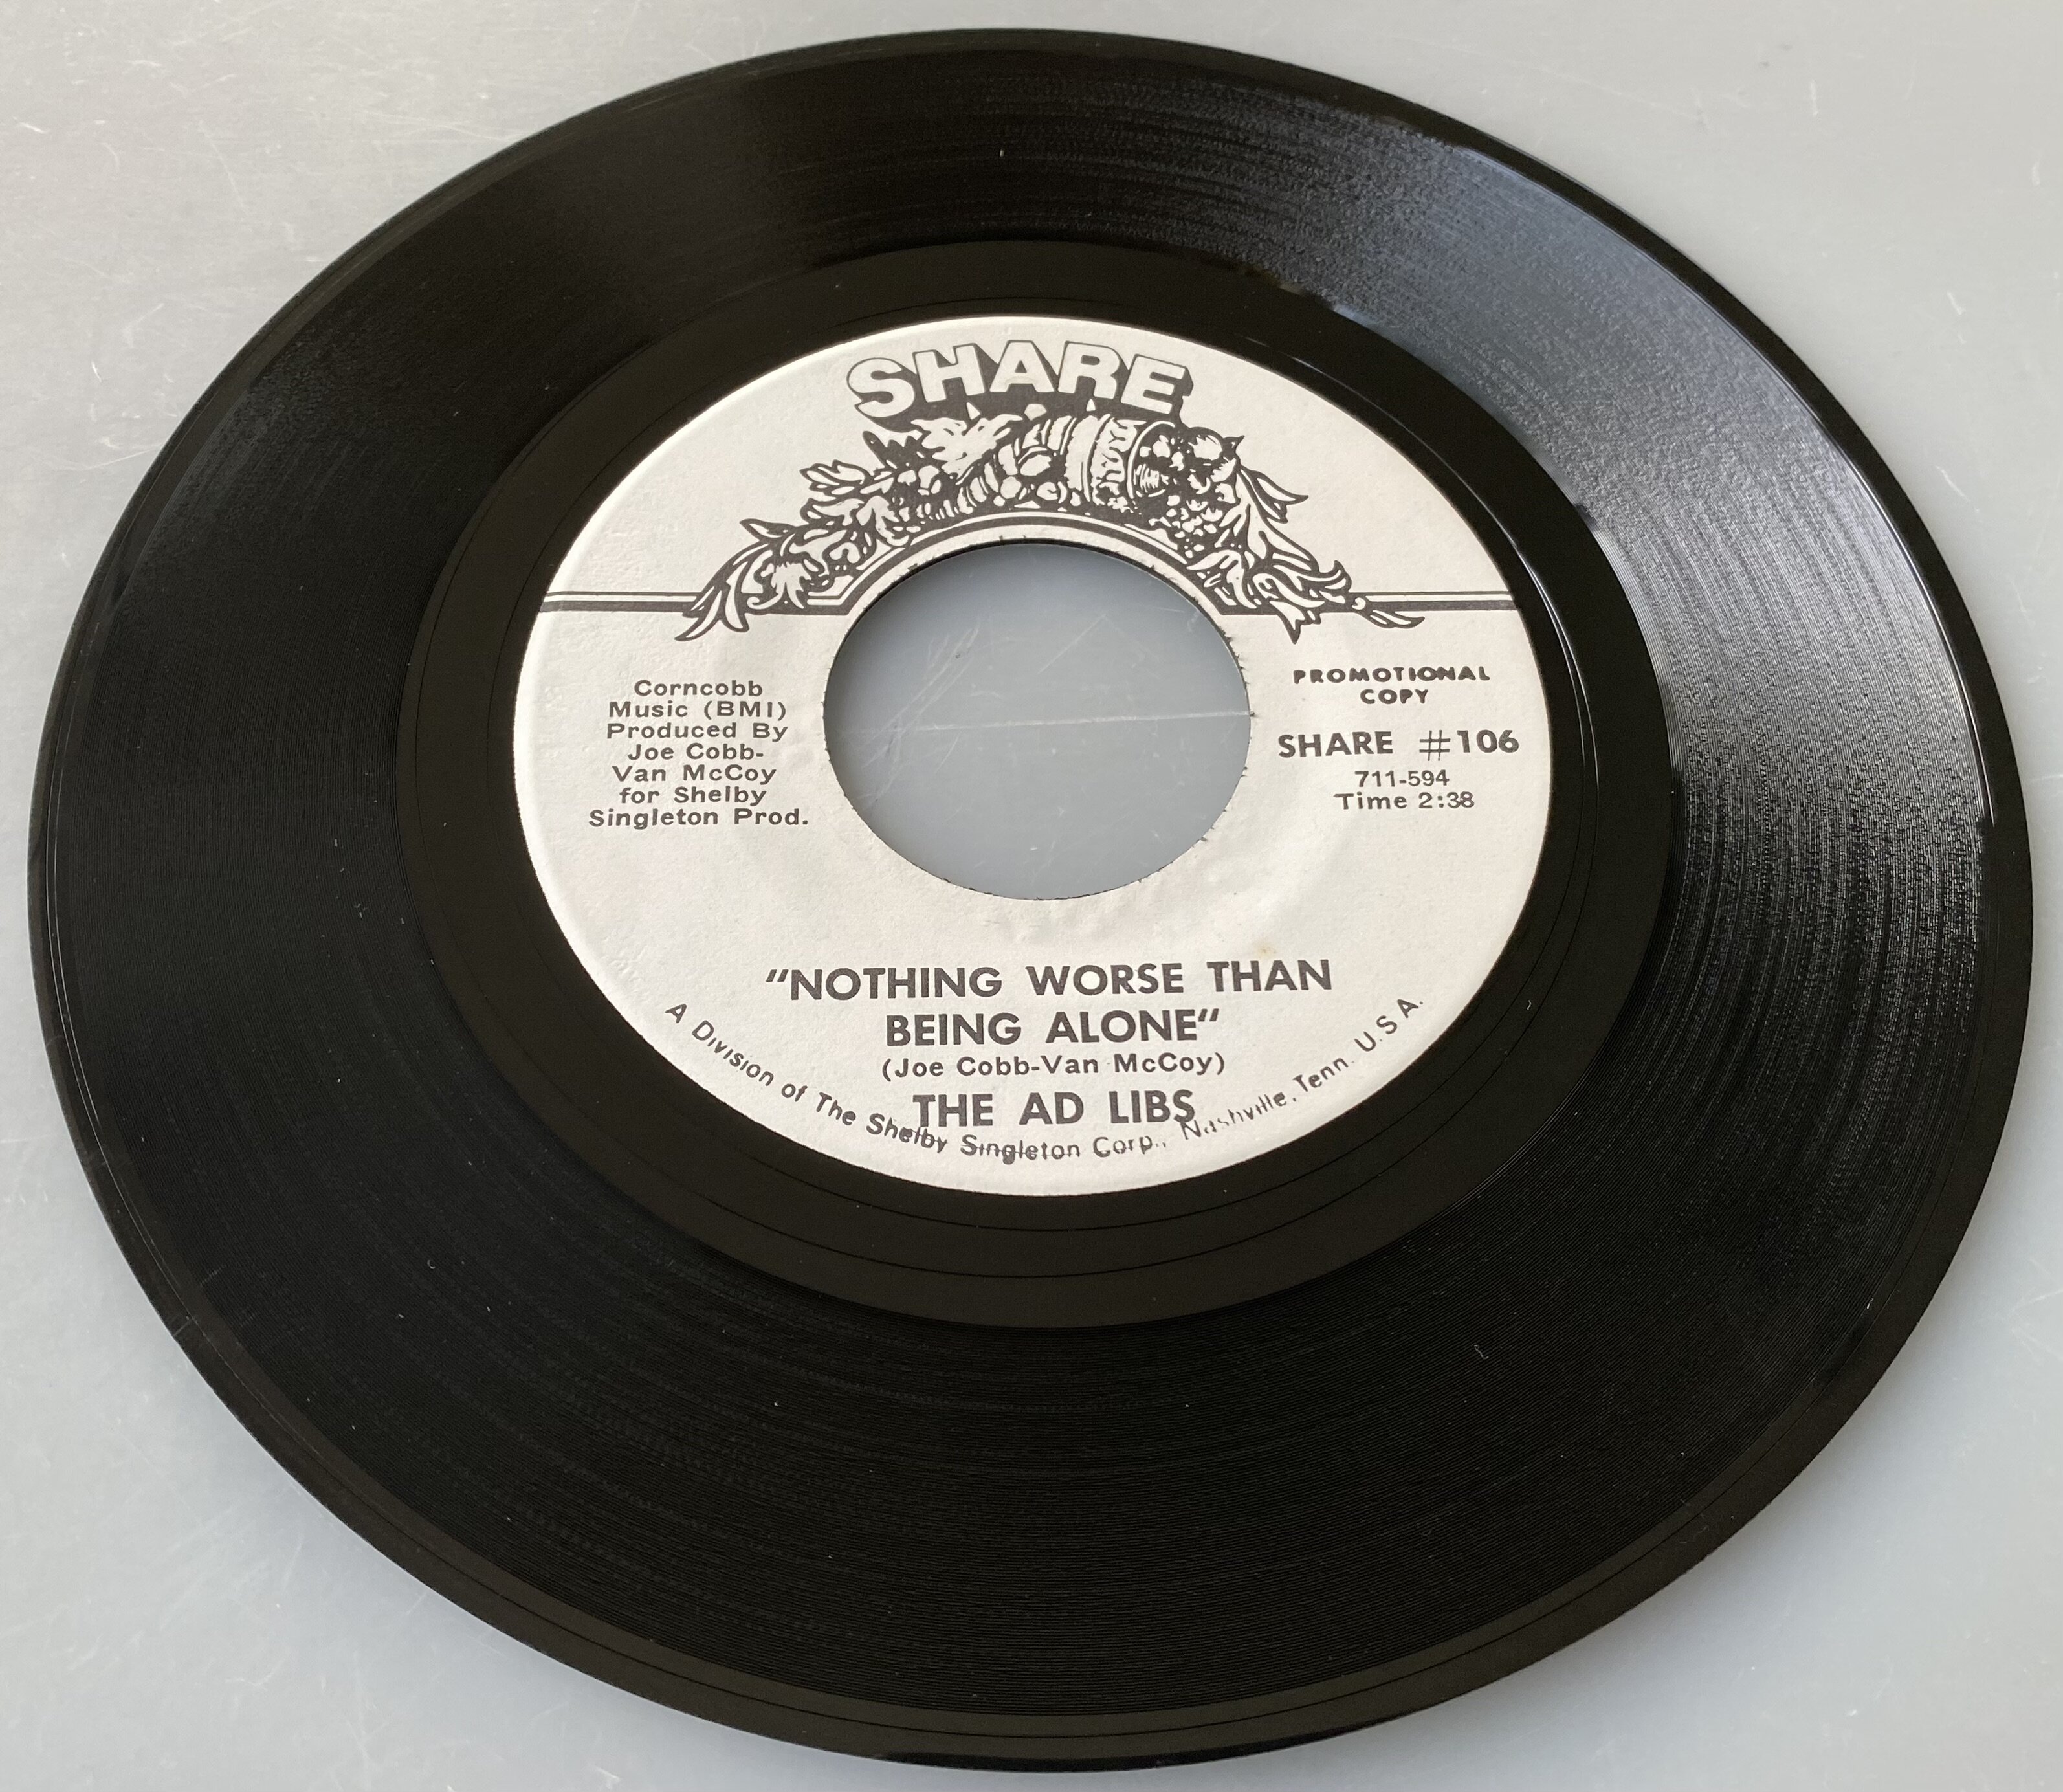 SHARE
Corncobb
Music (BMI)
Produced By
Joe Cobb-
Van McCoy
for Shelby
Singleton Prod.
PROMOTIONAL
COPY
SHARE #106
711-594
Time 2:38
"NOTHING WORSE THAN
BEING ALONE"
(Joe Cobb-Van McCoy)
THE AD LIBS
A Division of The Shelby Singleton Corp., Nashville, Tenn. U.S.A.